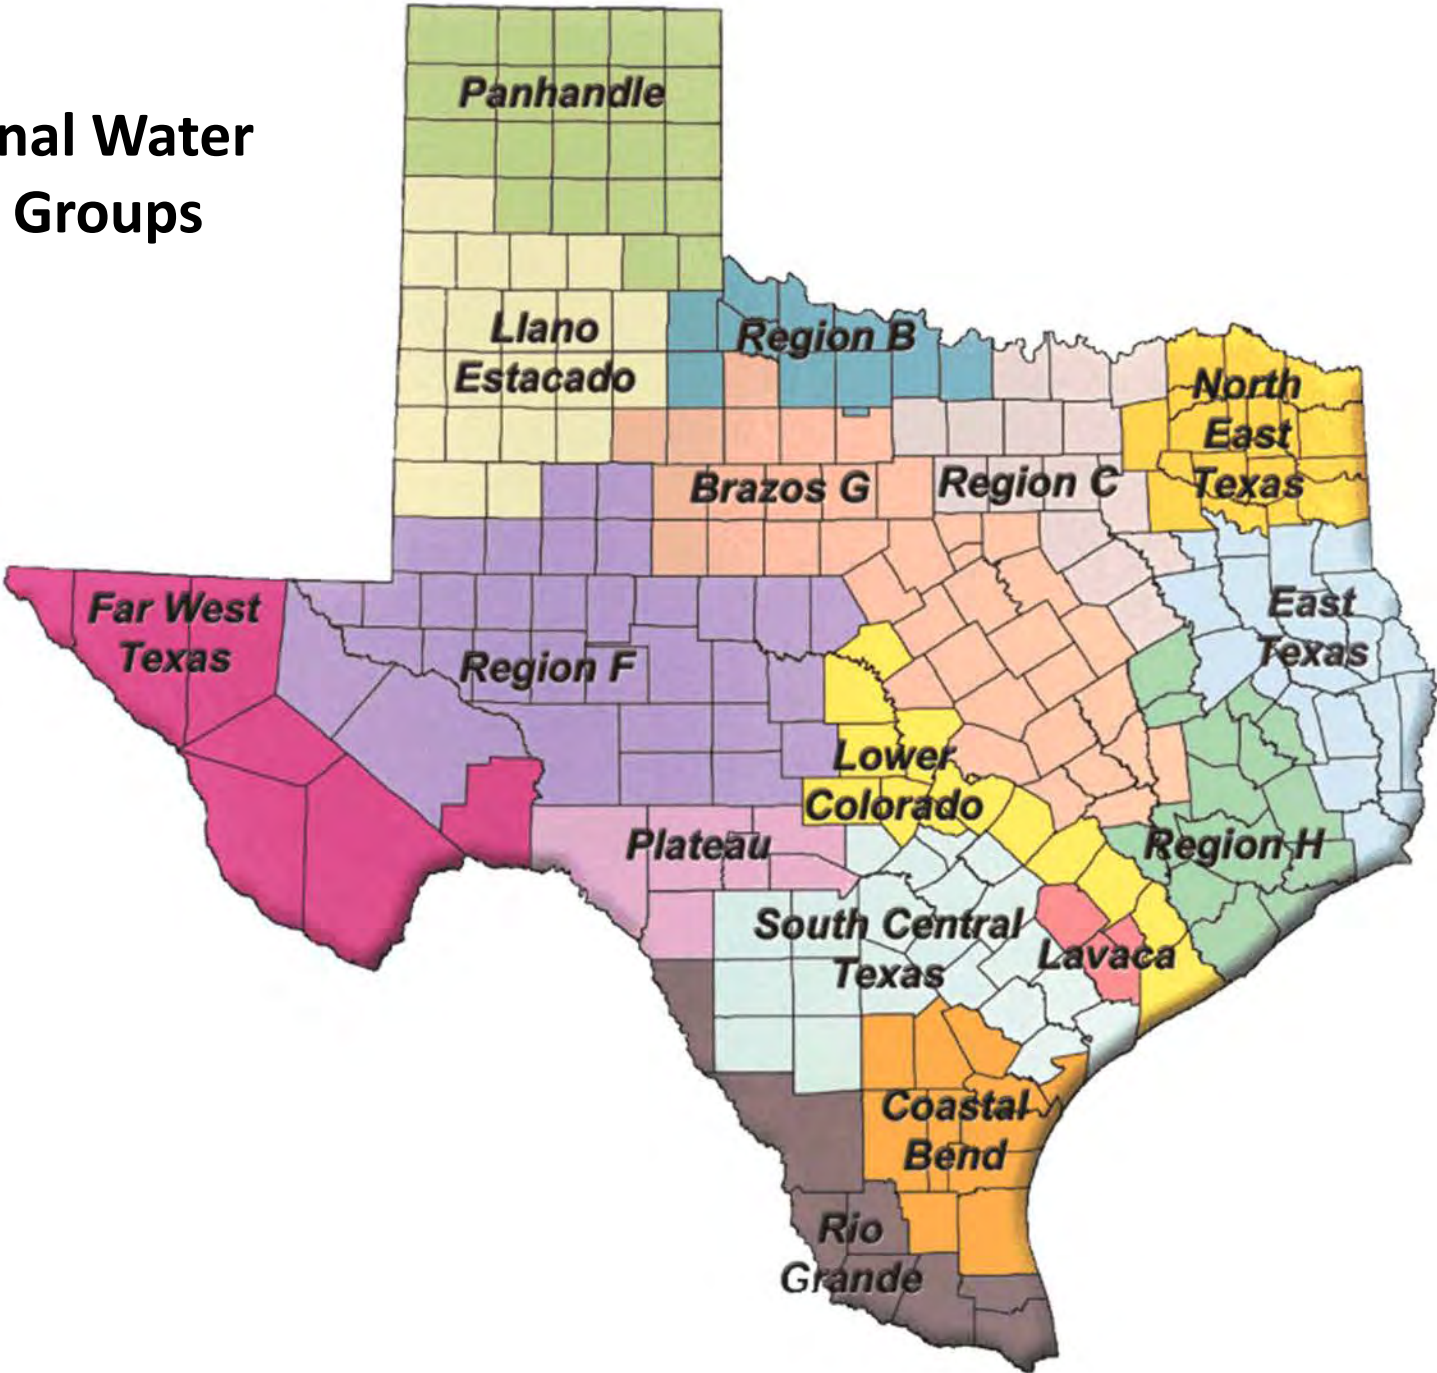 nal Water
Groups
Panhandle
Llano
Estacado
Region B
North
East
Texas
Brazos G
Region C
Far West
Texas
Region F
East
Texas
Lower
Colorado
Plateau
Region H
South Central
Texas
Lavaca
Coastal
Bend
Rio
Grande